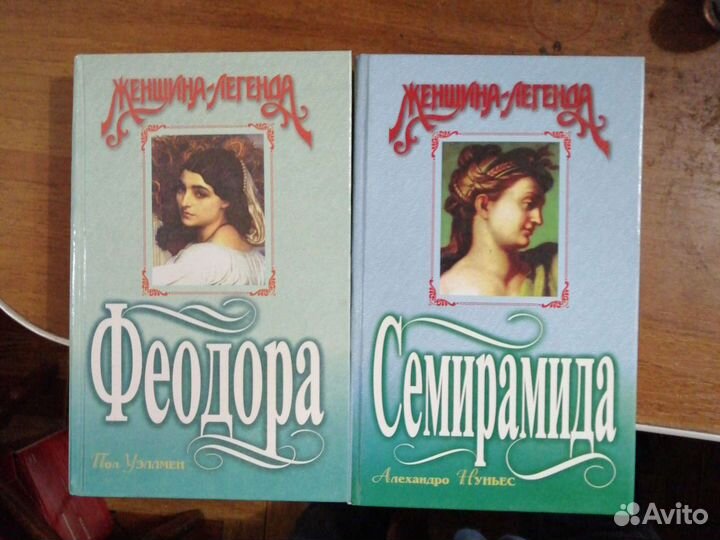 Женщина-легенда
Феодора
Пол Уэллмен
Женщина-легенда
Семирамида
Алехандро Нуньес
Avito